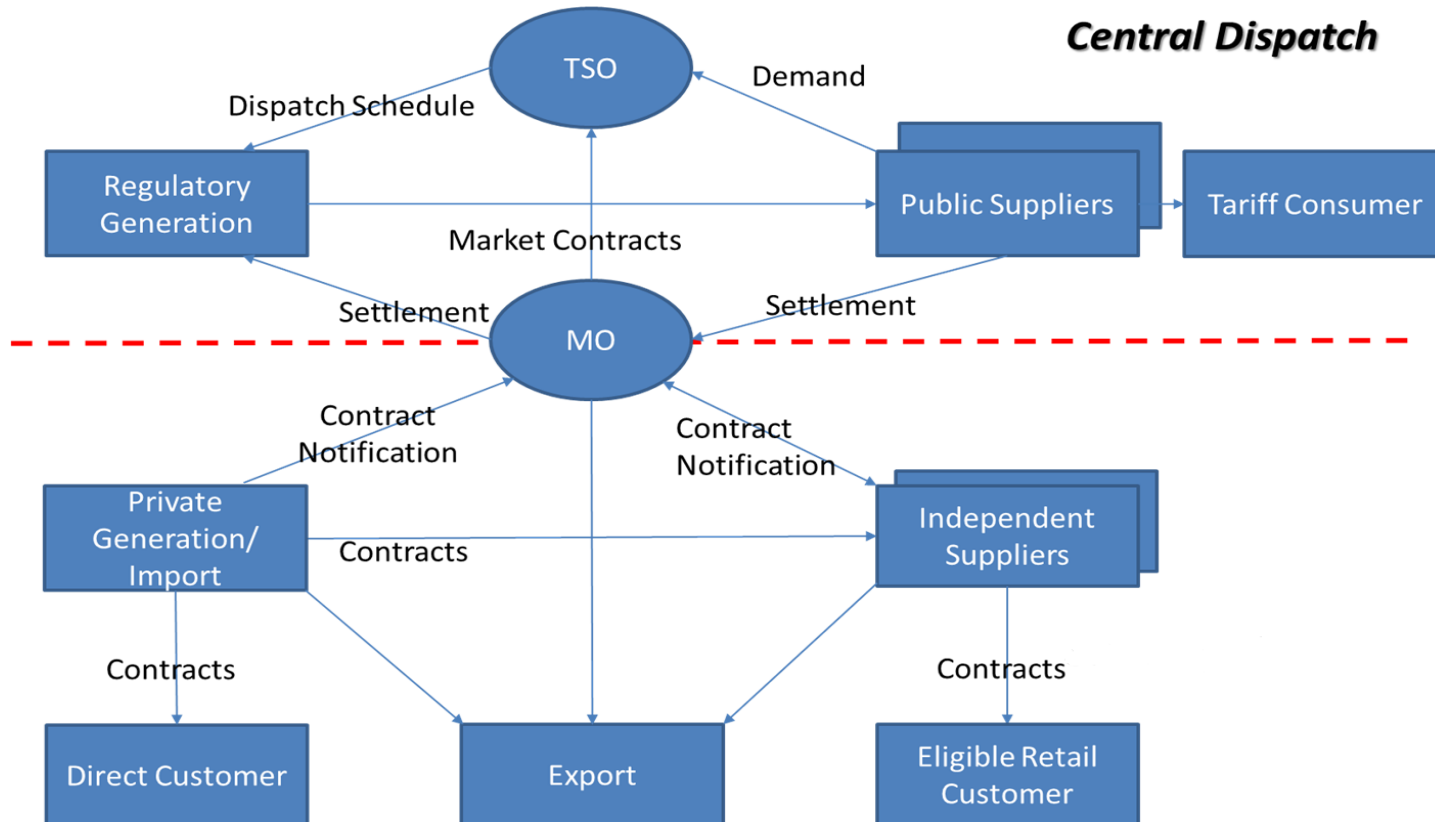 Central Dispatch
TSO
Demand
Dispatch Schedule
Regulatory
Generation
Public Suppliers
Tariff Consumer
Market Contracts
Settlement
Settlement
MO
Contract
Notification
Contract
Notification
Private
Generation/
Import
Contracts
Independent
Suppliers
Contracts
Contracts
Direct Customer
Export
Eligible Retail
Customer